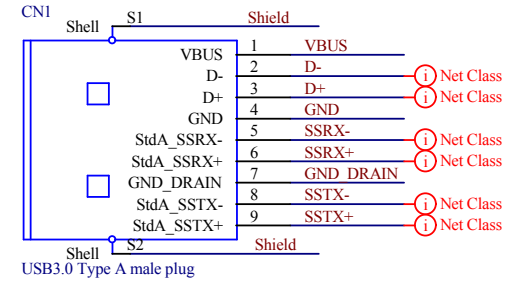 CN1
Shell S1 Shield
VBUS 1 VBUS
D- 2 D- i Net Class
D+ 3 D+ i Net Class
GND 4 GND
StdA_SSRX- 5 SSRX- i Net Class
StdA_SSRX+ 6 SSRX+ i Net Class
GND_DRAIN 7 GND_DRAIN
StdA_SSTX- 8 SSTX- i Net Class
StdA_SSTX+ 9 SSTX+ i Net Class
Shell S2 Shield
USB3.0 Type A male plug